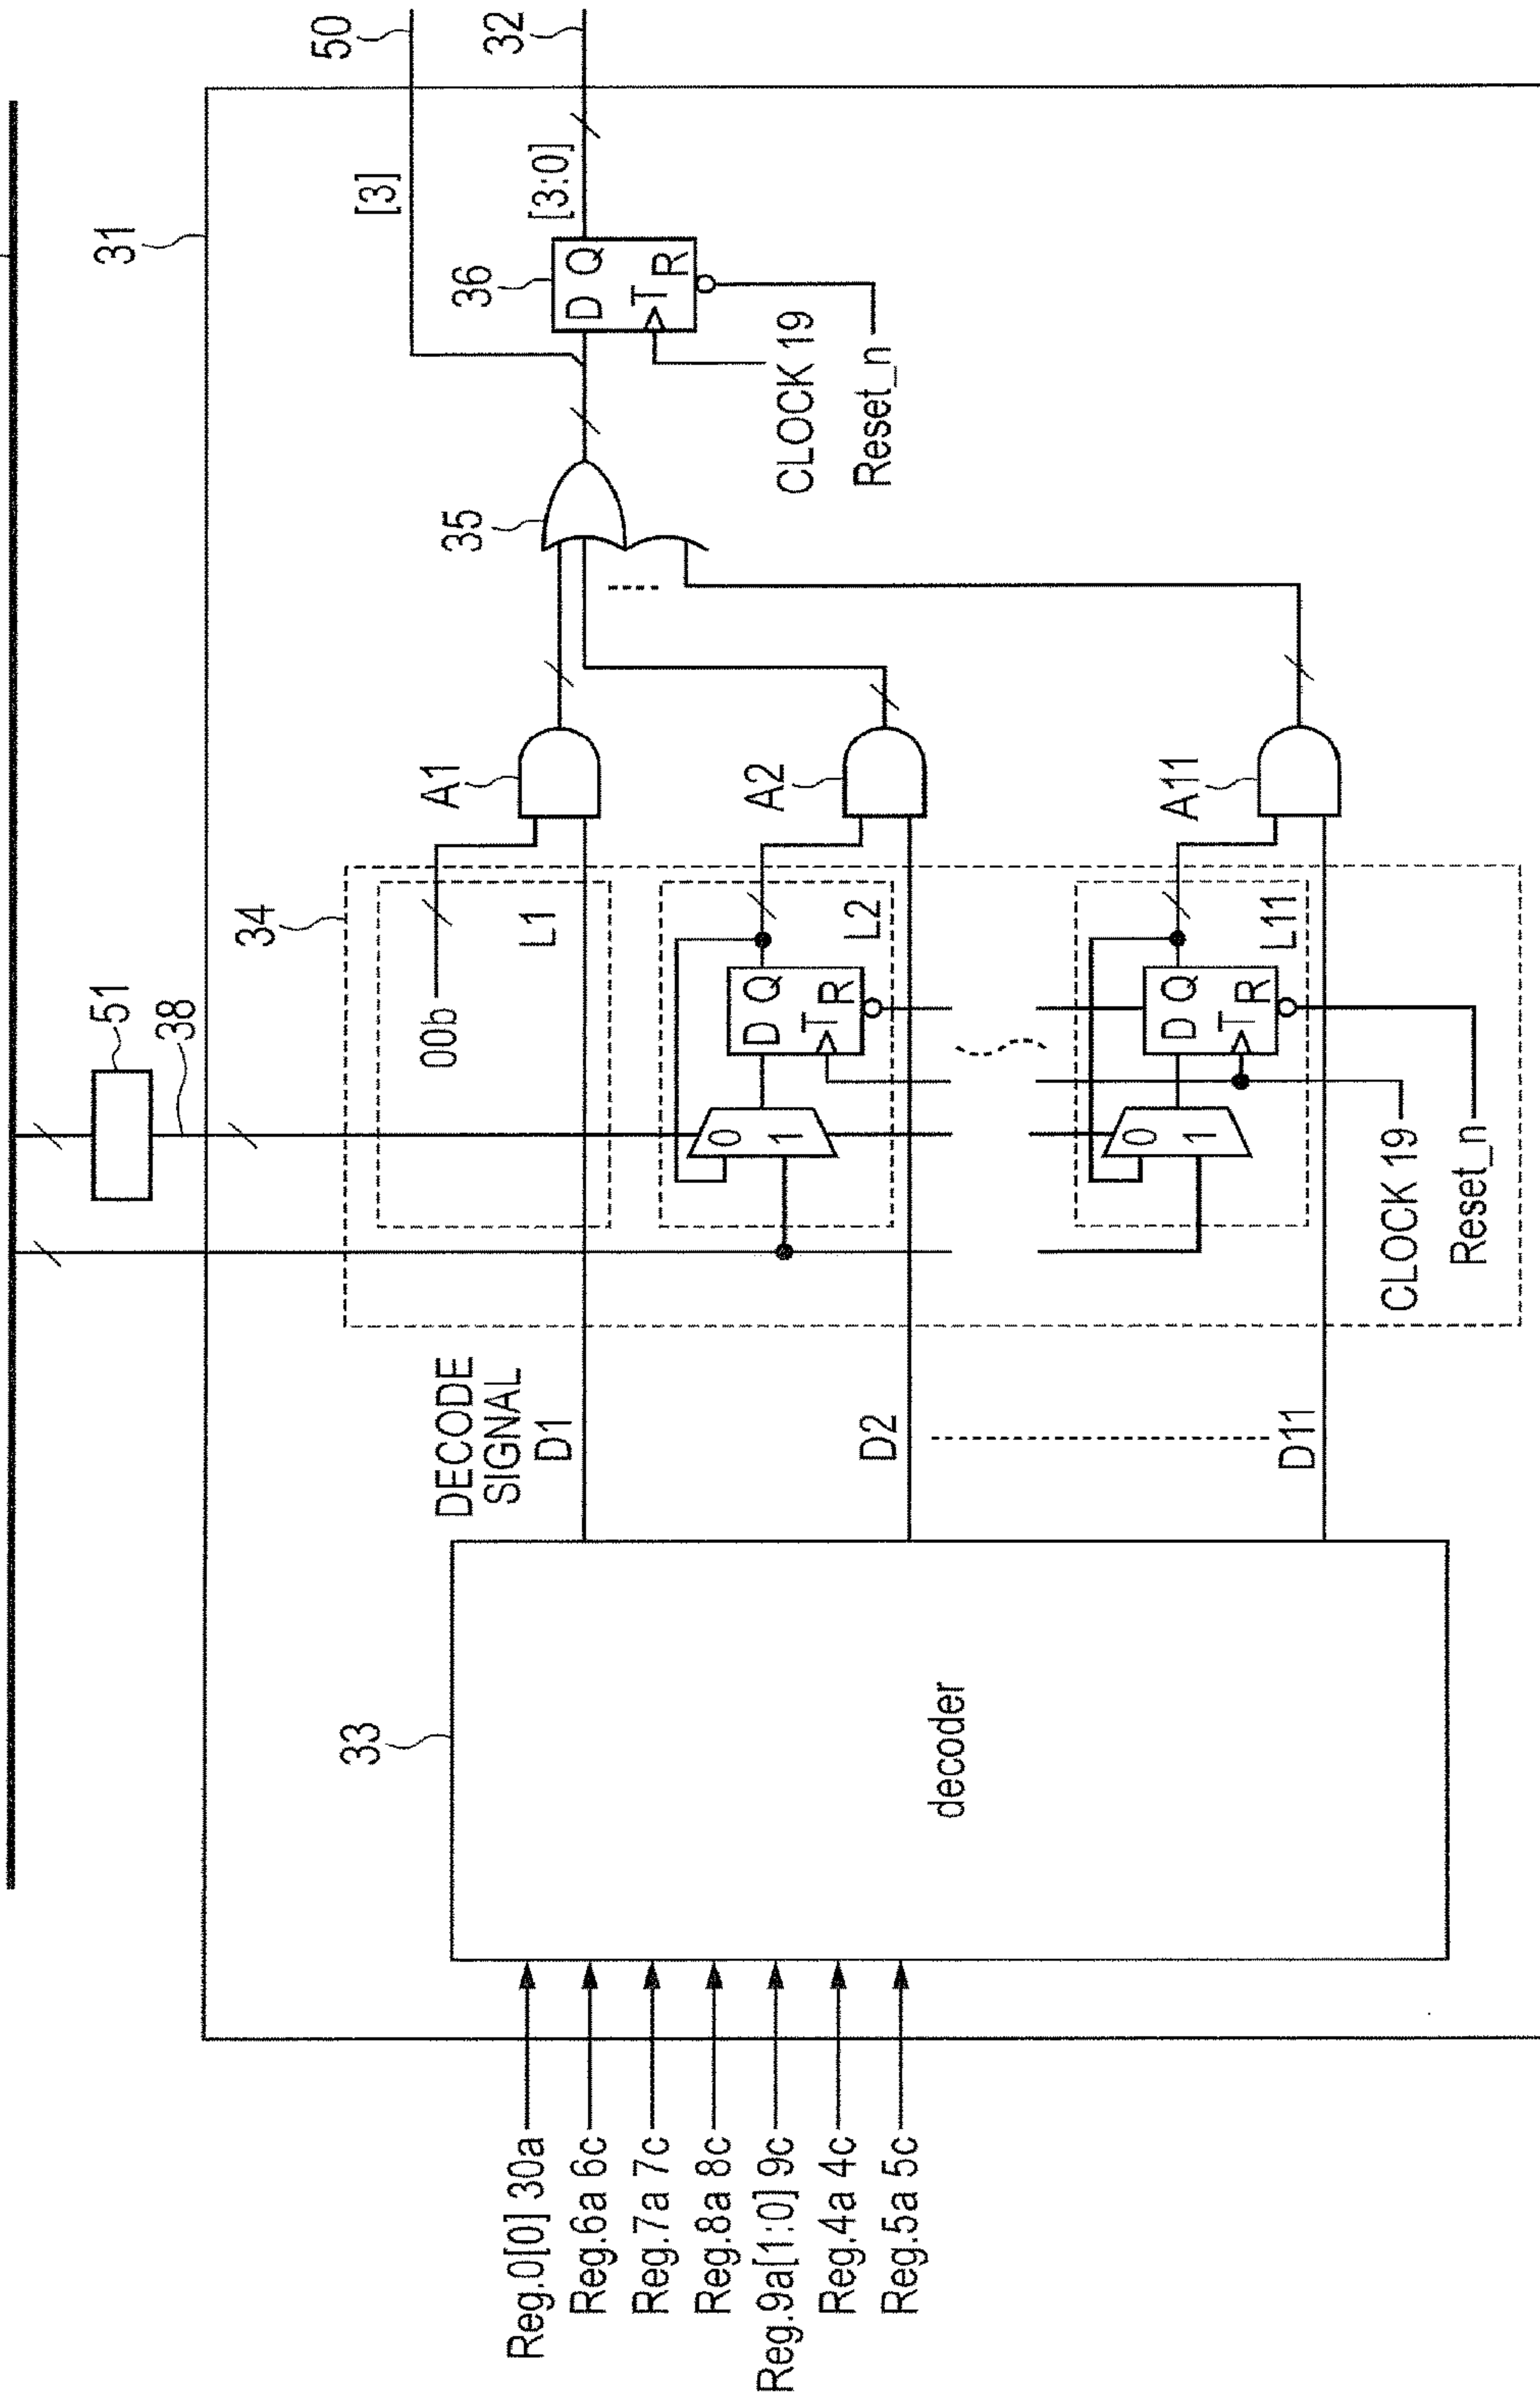 51
38
31
50
[3]
32
[3:0]
34
33
DECODE
SIGNAL
D1
00b
L1
A1
35
36
D Q
T R
CLOCK 19
Reset_n
Reg.0[0] 30a
Reg.6a 6c
Reg.7a 7c
Reg.8a 8c
Reg.9a[1:0] 9c
Reg.4a 4c
Reg.5a 5c
decoder
D2
0
1
D Q
T R
L2
A2
D11
0
1
D Q
T R
L11
A11
CLOCK 19
Reset_n